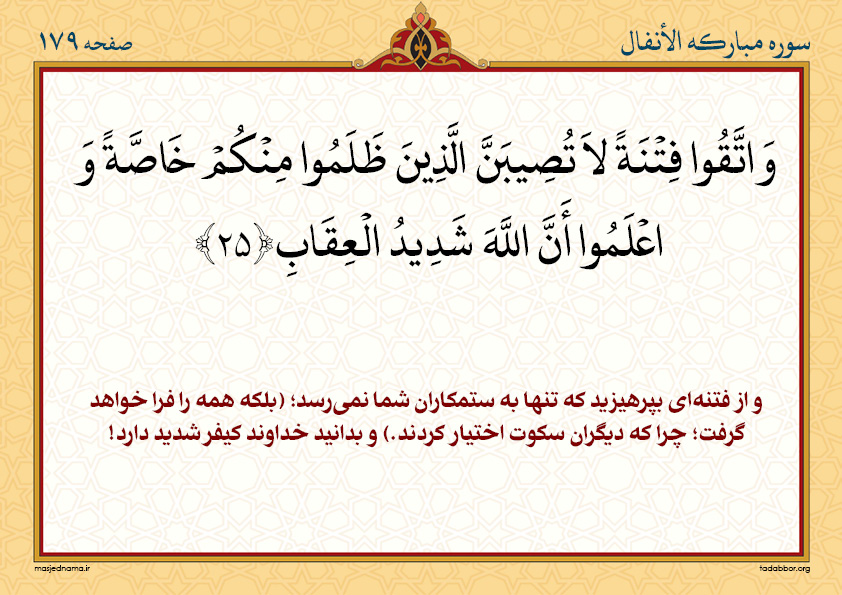 سوره مبارکه الأنفال
صفحه ۱۷۹
وَ اتَّقُوا فِتْنَةً لاَ تُصِيبَنَّ الَّذِينَ ظَلَمُوا مِنْكُمْ خَاصَّةً وَ
اعْلَمُوا أَنَّ اللَّهَ شَدِيدُ الْعِقَابِ ﴿۲۵﴾
و از فتنه‌ای بپرهیزید که تنها به ستمکاران شما نمی‌رسد؛ (بلکه همه را فرا خواهد
گرفت؛ چرا که دیگران سکوت اختیار کردند.) و بدانید خداوند کیفر شدید دارد!
masjednama.ir
tadabbor.org